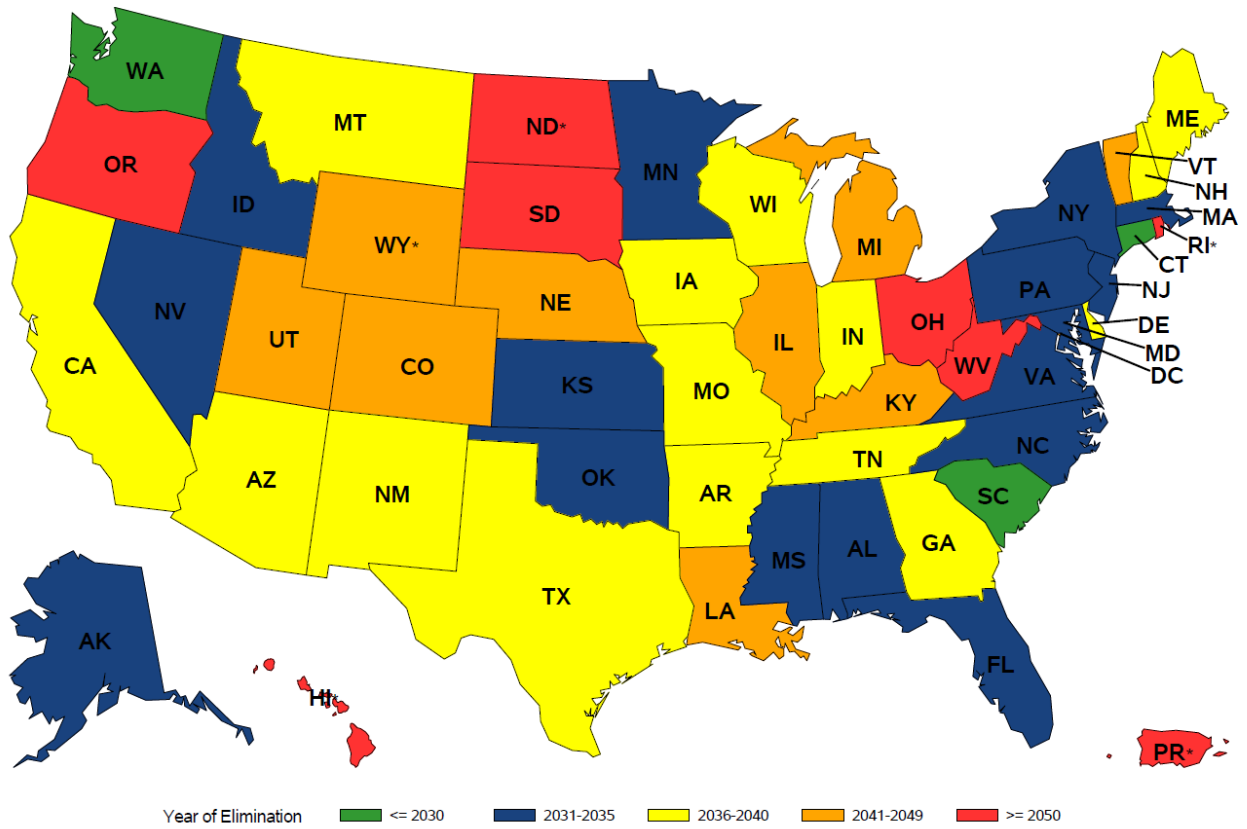 WA
MT
ND*
ME
OR
MN
VT
ID
SD
WI
NH
NY
MA
WY*
MI
RI*
CT
IA
PA
NJ
NV
NE
OH
DE
UT
IL
IN
MD
CA
CO
WV
DC
KS
MO
KY
VA
NC
AZ
TN
NM
OK
AR
SC
GA
MS
AL
TX
LA
AK
FL
HI*
PR*
Year of Elimination
<= 2030
2031-2035
2036-2040
2041-2049
>= 2050